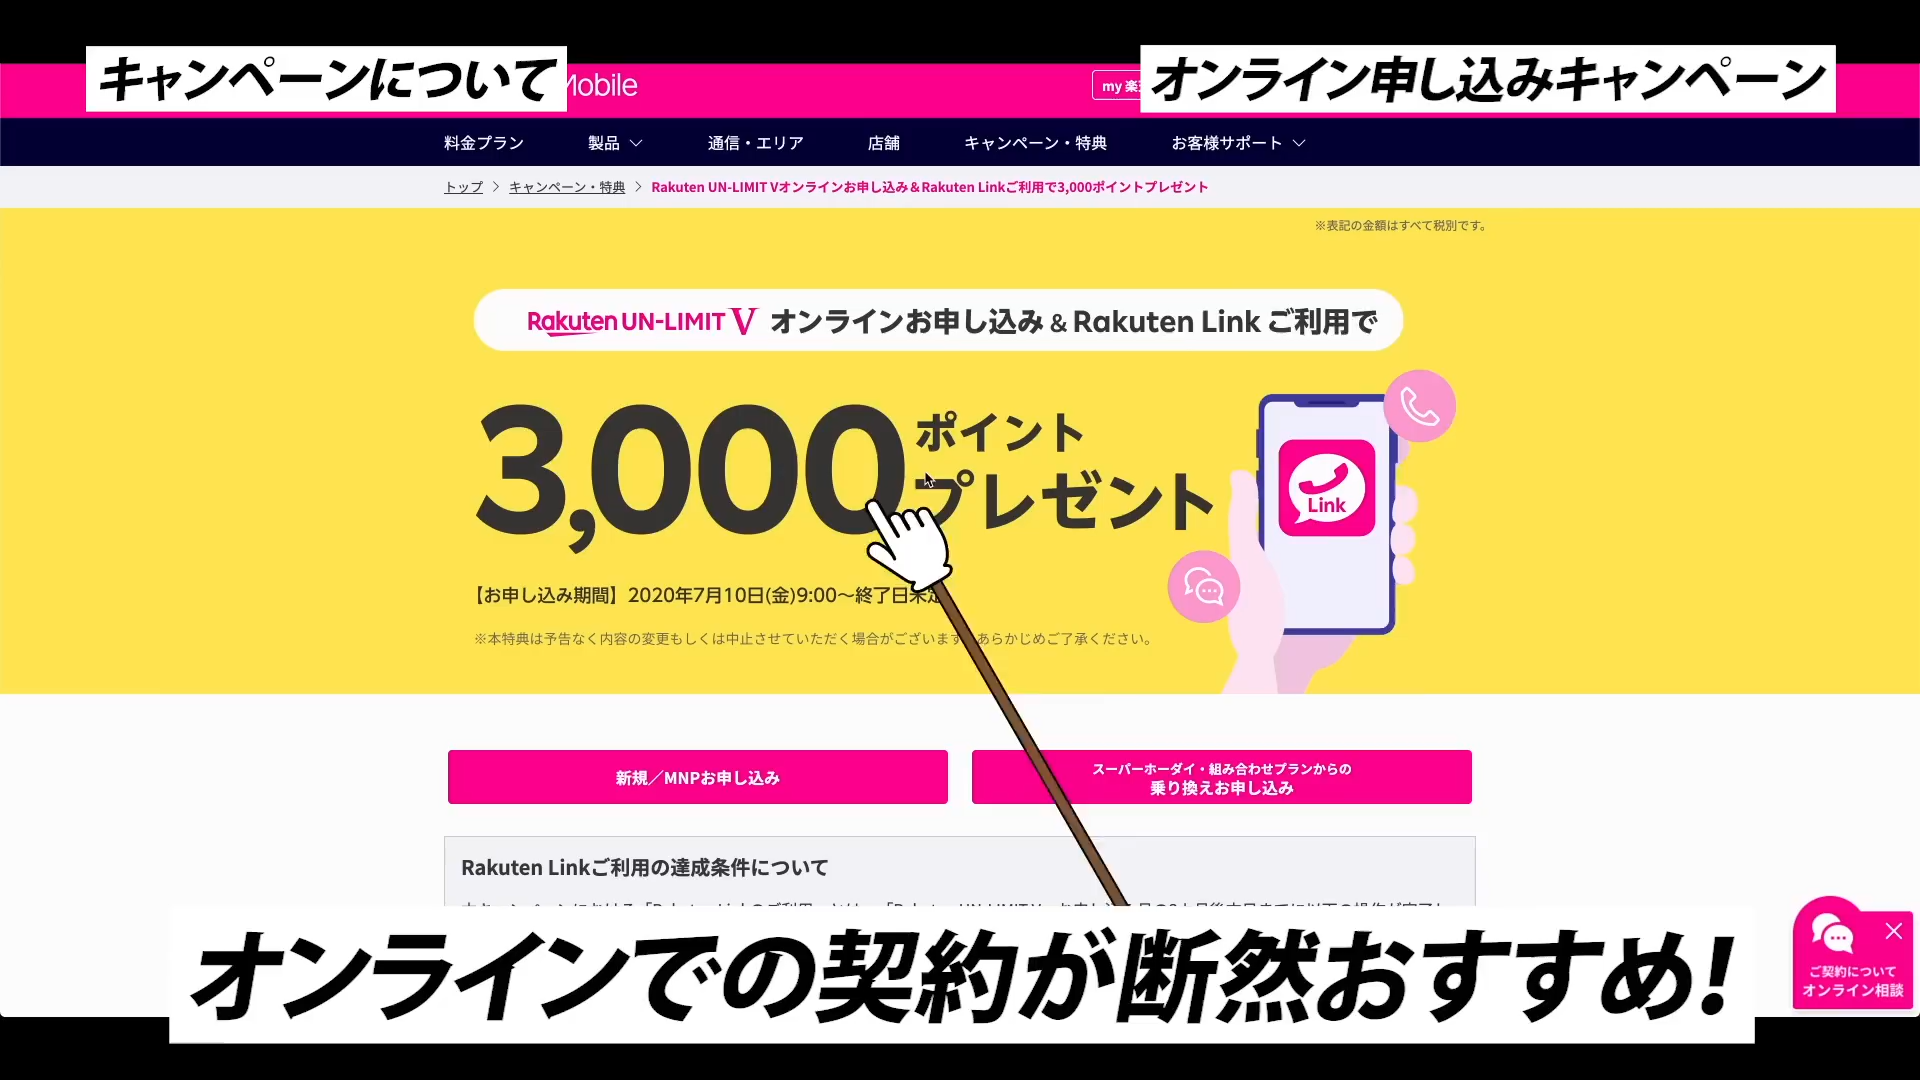 キャンペーンについて
Mobile
my 楽
オンライン申し込みキャンペーン
料金プラン 製品 通信・エリア 店舗 キャンペーン・特典 お客様サポート
トップ > キャンペーン・特典 > Rakuten UN-LIMIT Vオンラインお申し込み＆Rakuten Linkご利用で3,000ポイントプレゼント
※表記の金額はすべて税別です。
Rakuten UN-LIMIT V オンラインお申し込み & Rakuten Link ご利用で
3,000ポイント
プレゼント
Link
【お申し込み期間】2020年7月10日(金)9:00～終了日未定
※本特典は予告なく内容の変更もしくは中止させていただく場合がございます。あらかじめご了承ください。
新規／MNPお申し込み
スーパーホーダイ・組み合わせプランからの
乗り換えお申し込み
Rakuten Linkご利用の達成条件について
オンラインでの契約が断然おすすめ!
ご契約について
オンライン相談